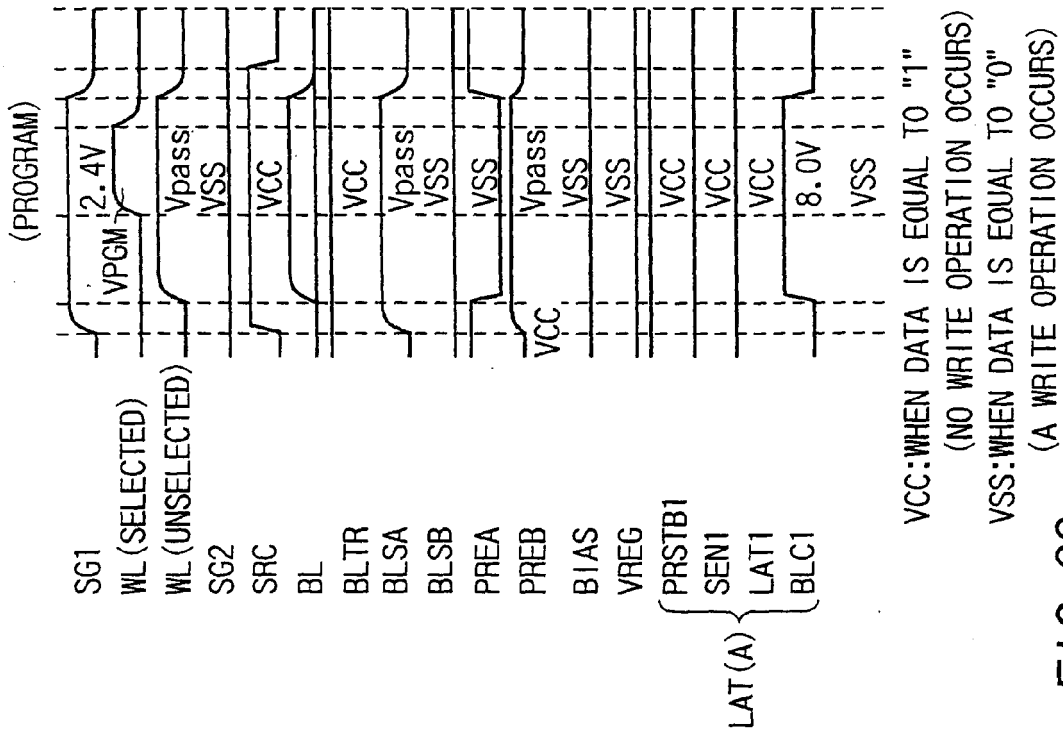 (PROGRAM)
SG1 2.4V
WL(SELECTED) VPGM
WL(UNSELECTED) Vpass
SG2 VSS
SRC VCC
BL
BLTR VCC
BLSA Vpass
BLSB VSS
PREA VSS
PREB VCC Vpass
BIAS VSS
VREG VSS
LAT(A)
PRSTB1 VCC
SEN1 VCC
LAT1 VCC
BLC1 8.0V
VSS
VCC:WHEN DATA IS EQUAL TO "1"
(NO WRITE OPERATION OCCURS)
VSS:WHEN DATA IS EQUAL TO "0"
(A WRITE OPERATION OCCURS)
FIG.